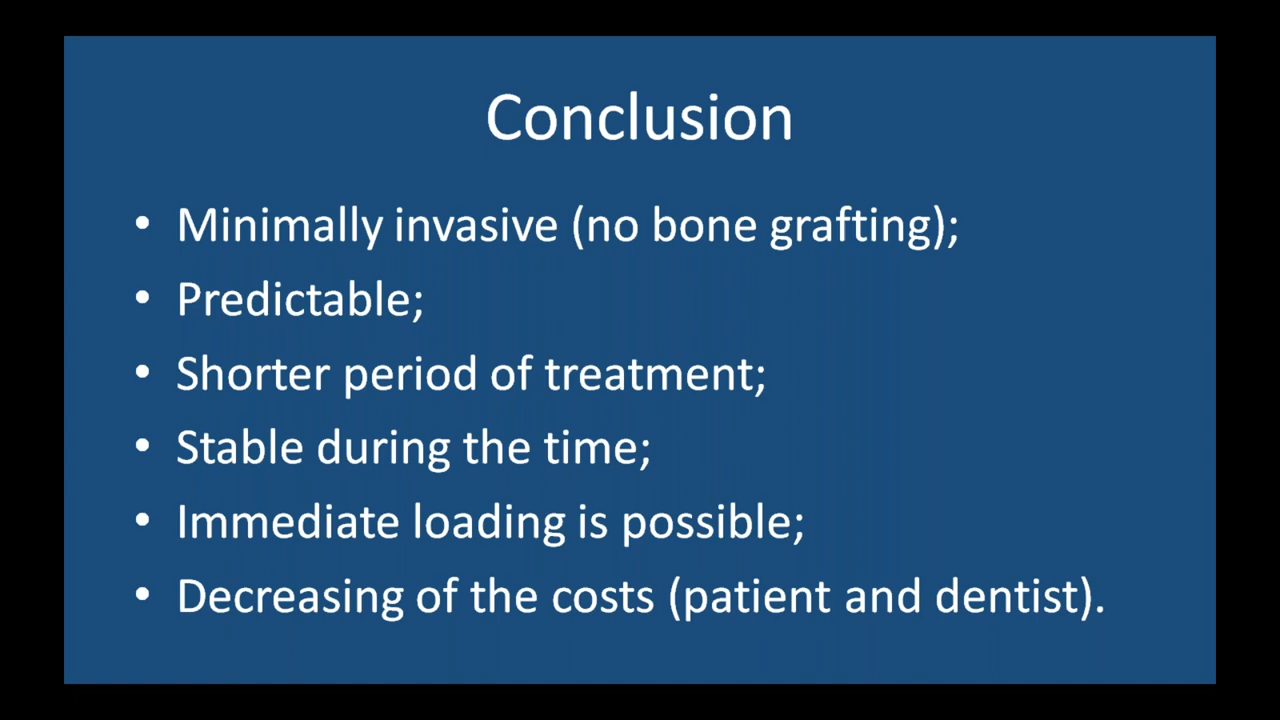 Conclusion
• Minimally invasive (no bone grafting);
• Predictable;
• Shorter period of treatment;
• Stable during the time;
• Immediate loading is possible;
• Decreasing of the costs (patient and dentist).